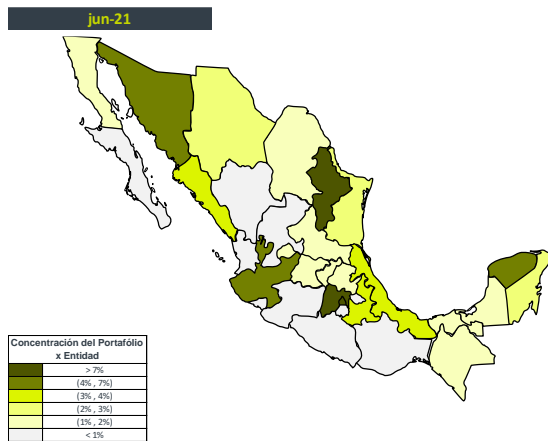 jun-21
Concentración del Portafólio
x Entidad
> 7%
(4% , 7%)
(3% , 4%)
(2% , 3%)
(1% , 2%)
< 1%